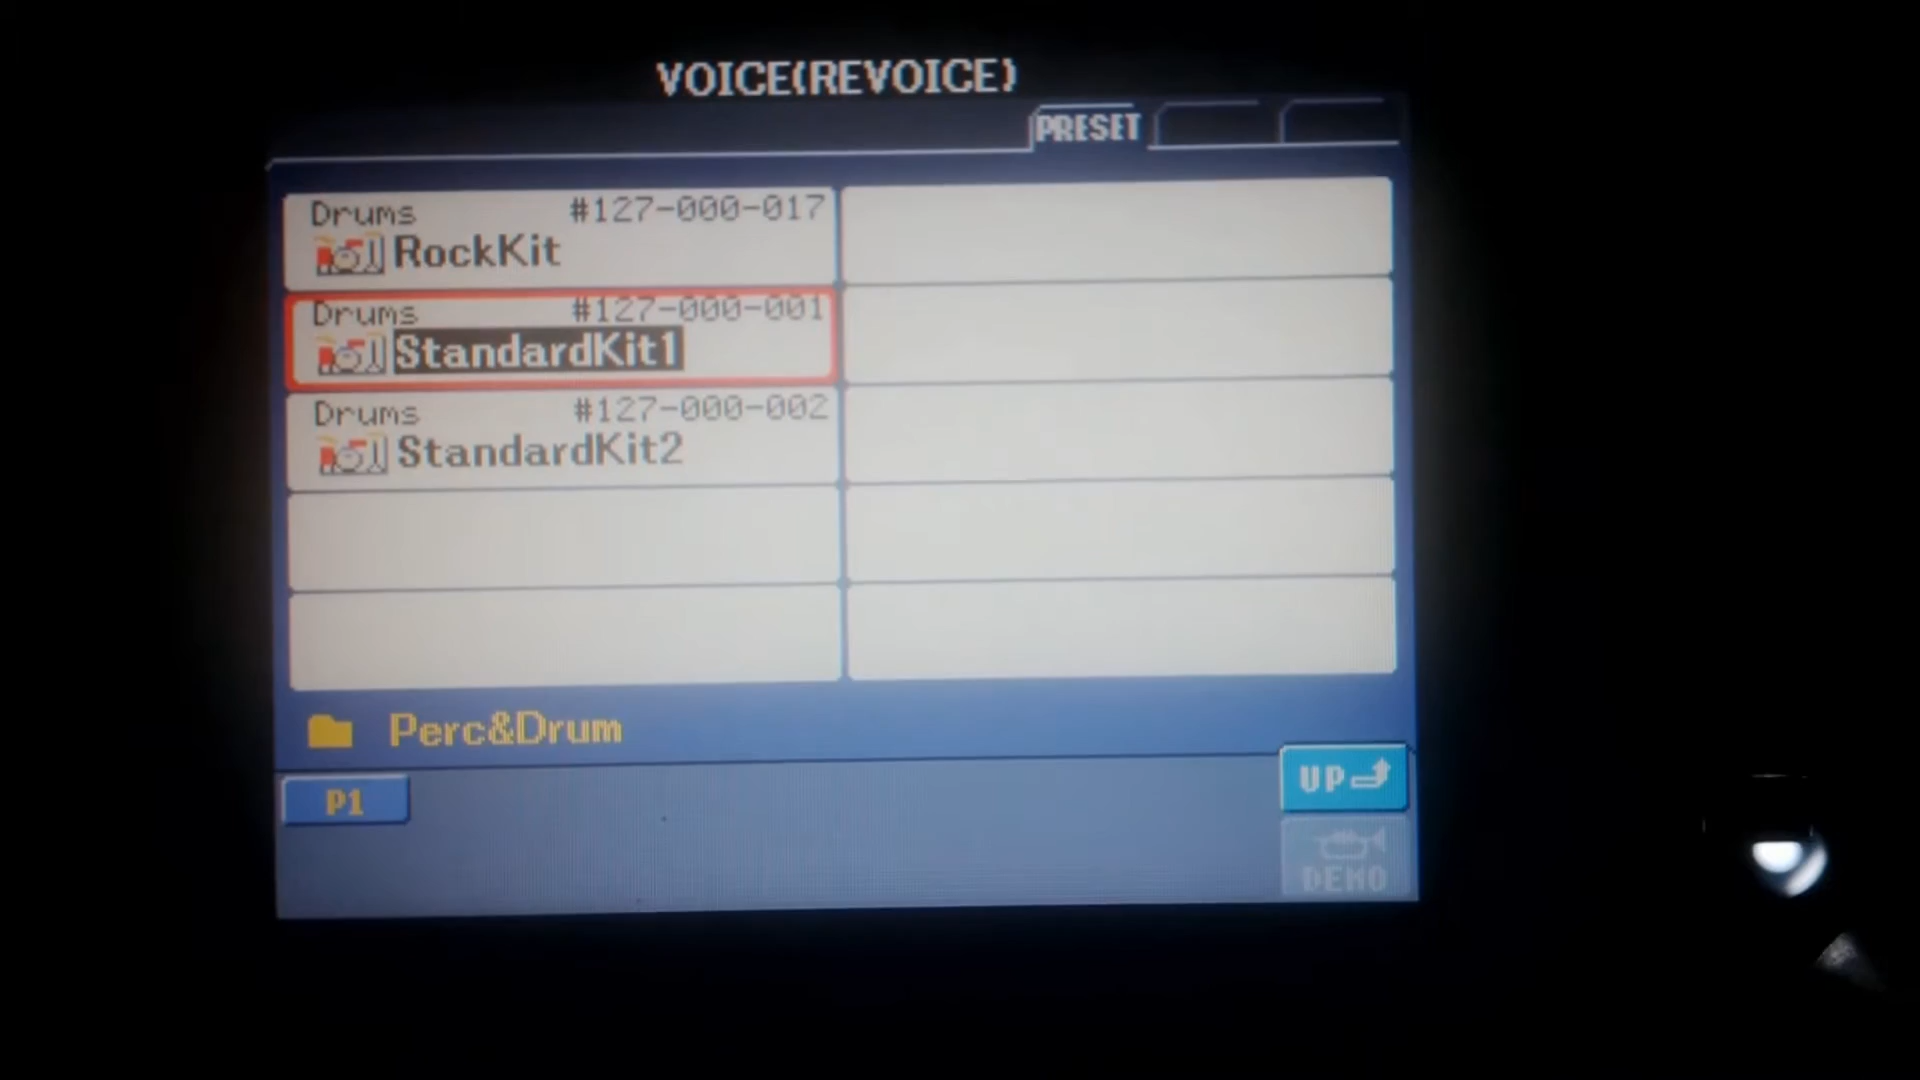 VOICE(REVOICE)
PRESET
Drums #127-000-017
RockKit
Drums #127-000-001
StandardKit1
Drums #127-000-002
StandardKit2
Perc&Drum
P1
UP
DEMO